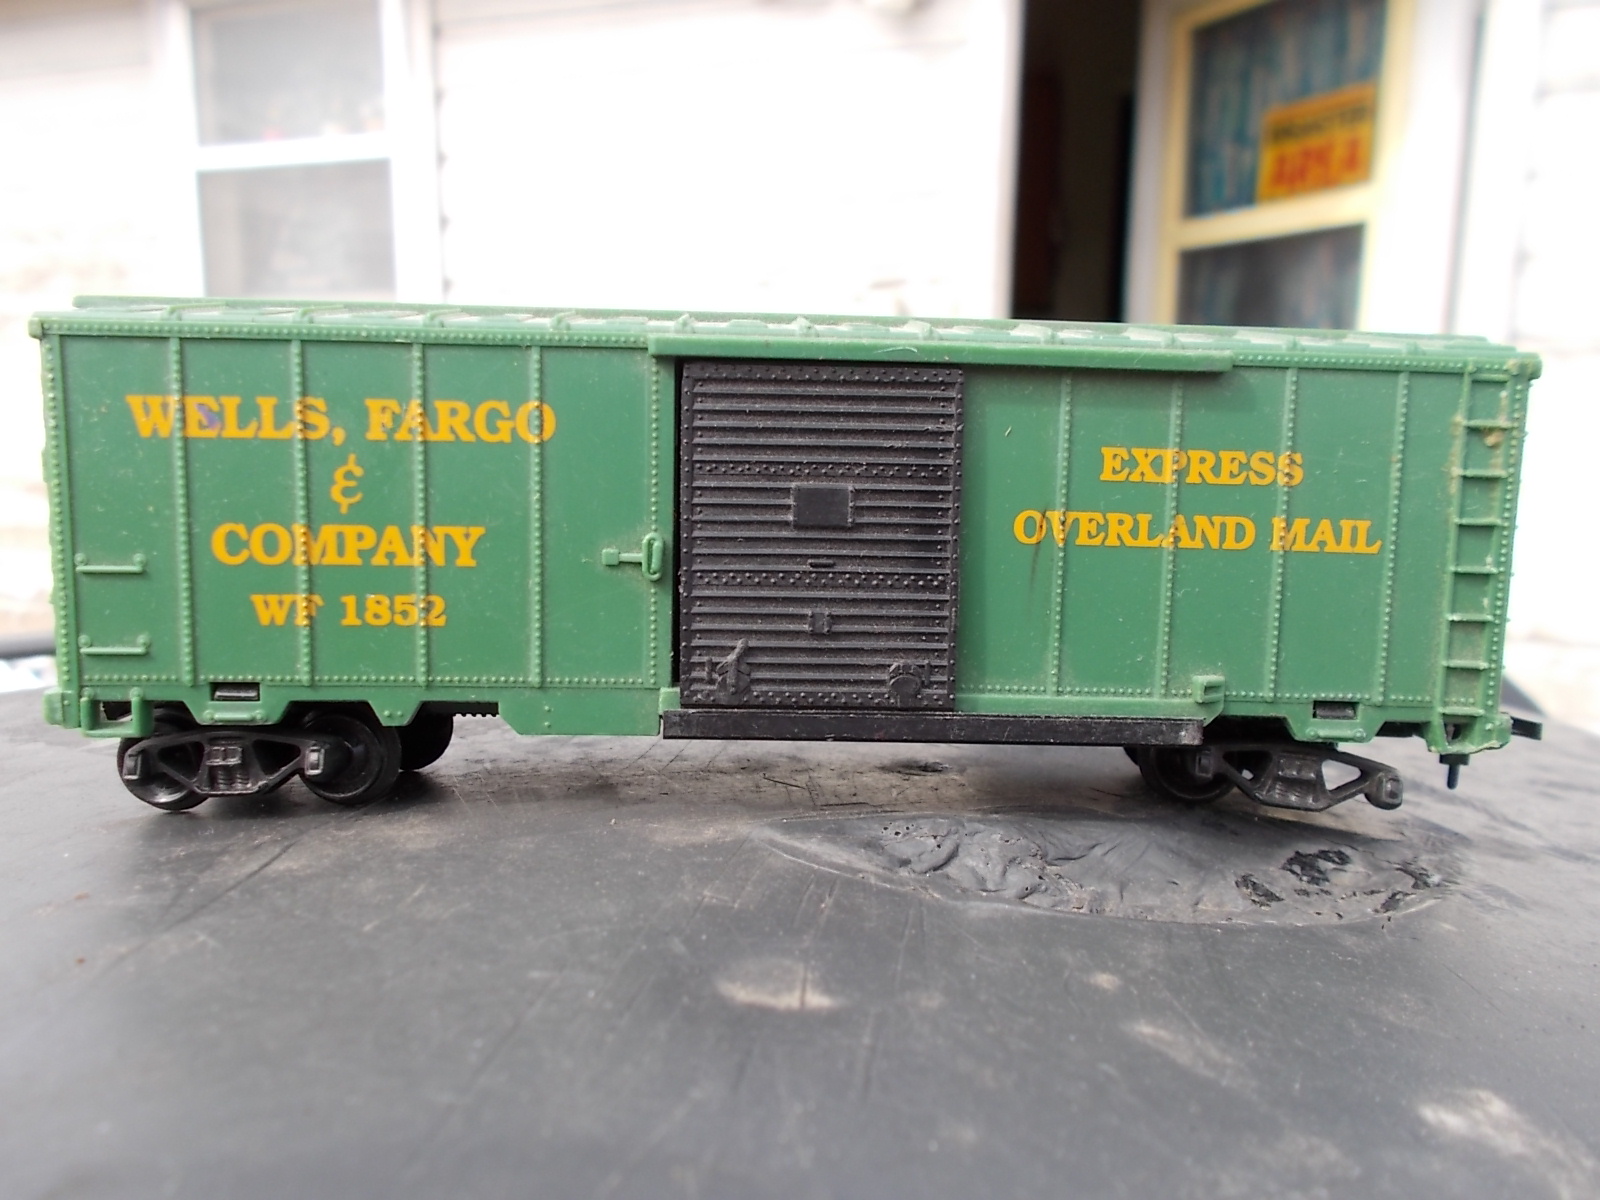 WELLS, FARGO
&
COMPANY
WF 1852
EXPRESS
OVERLAND MAIL